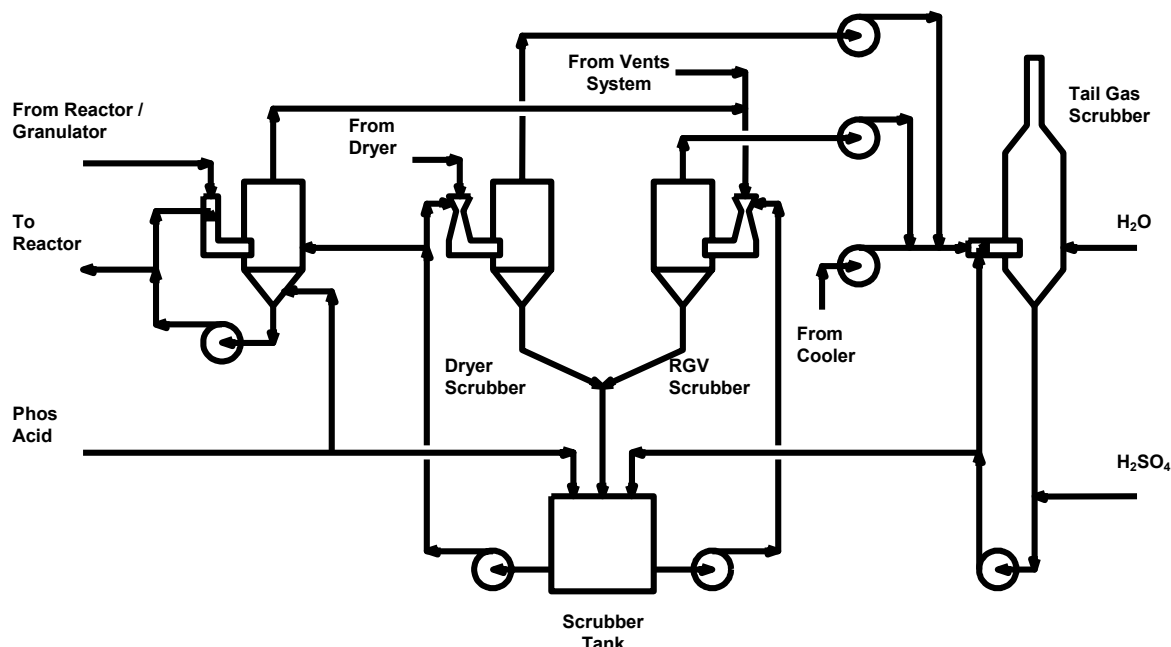 From Vents
System
From Reactor /
Granulator
From
Dryer
Tail Gas
Scrubber
To
Reactor
H₂O
From
Cooler
Dryer
Scrubber
RGV
Scrubber
Phos
Acid
H₂SO₄
Scrubber
Tank